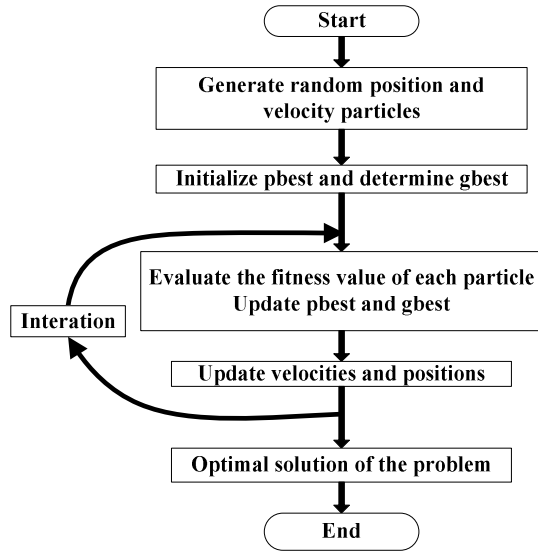 Start
Generate random position and
velocity particles
Initialize pbest and determine gbest
Evaluate the fitness value of each particle
Update pbest and gbest
Interation
Update velocities and positions
Optimal solution of the problem
End